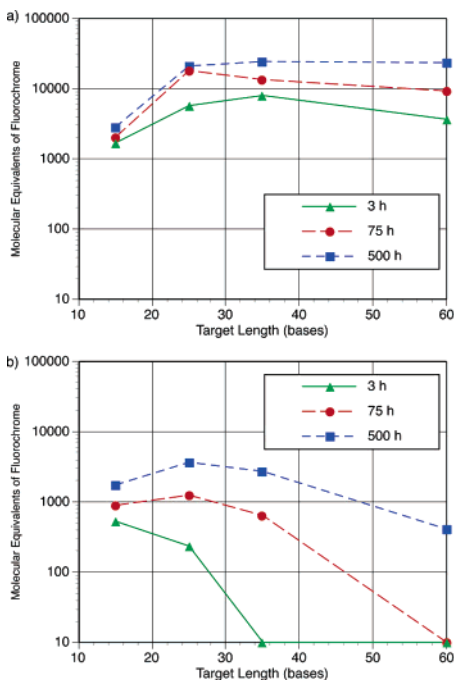 a)
100000
10000
1000
100
10
Molecular Equivalents of Fluorochrome
3 h
75 h
500 h
10 20 30 40 50 60
Target Length (bases)
b)
100000
10000
1000
100
10
Molecular Equivalents of Fluorochrome
3 h
75 h
500 h
10 20 30 40 50 60
Target Length (bases)